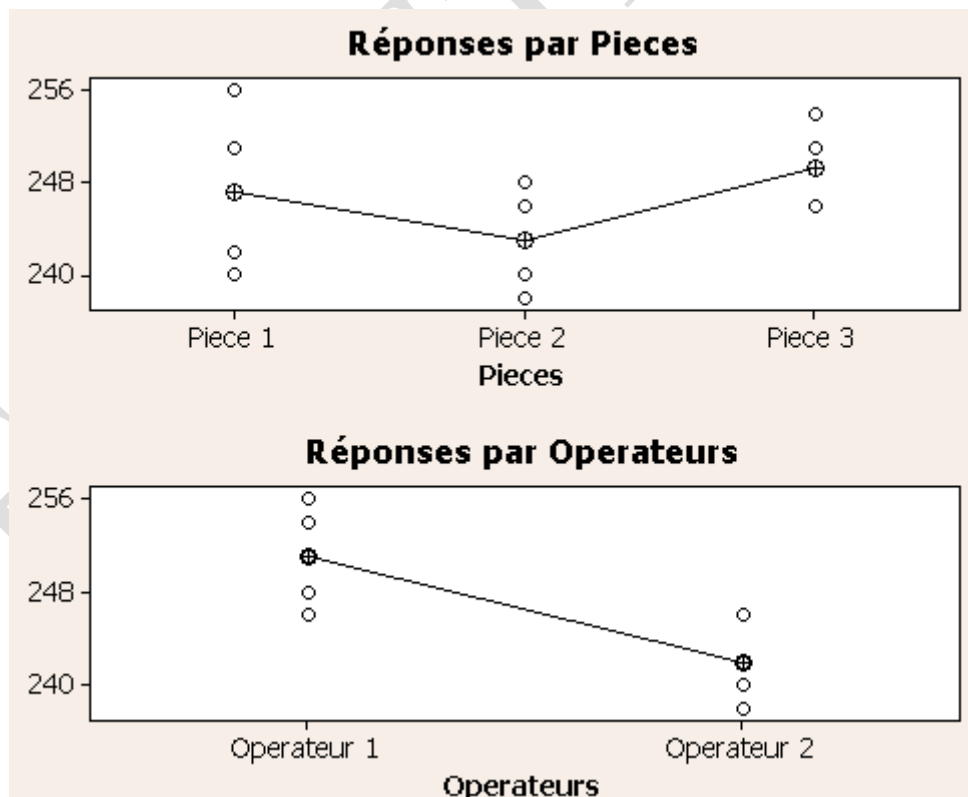 Réponses par Pieces
256
248
240
Piece 1 Piece 2 Piece 3
Pieces
Réponses par Operateurs
256
248
240
Operateur 1 Operateur 2
Operateurs